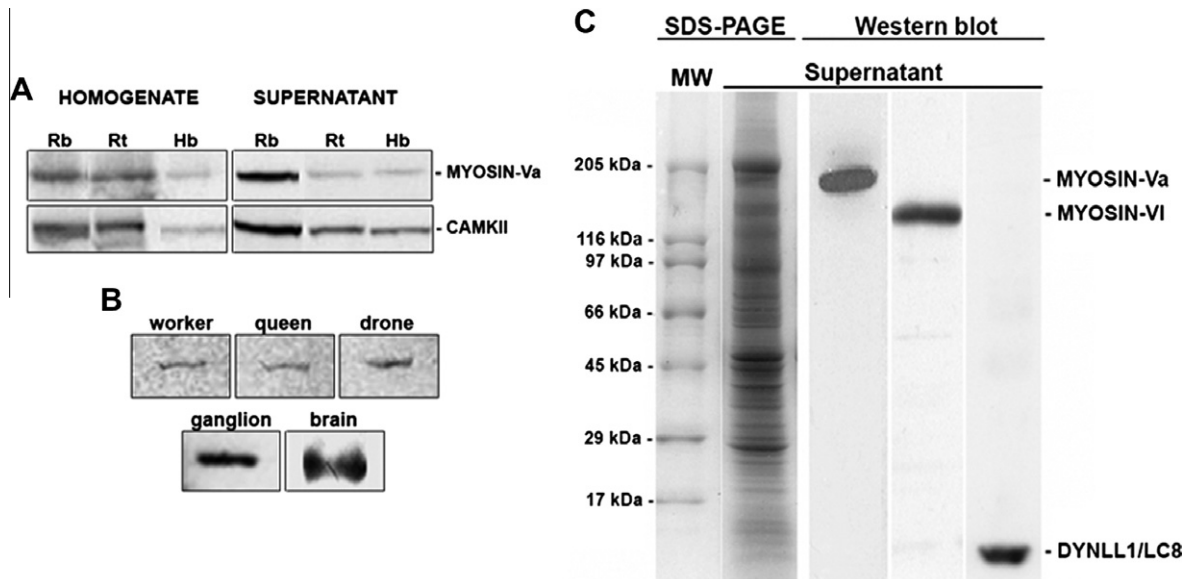 A
HOMOGENATE SUPERNATANT
Rb Rt Hb Rb Rt Hb
- MYOSIN-Va
- CAMKII
B
worker queen drone
ganglion brain
C
SDS-PAGE Western blot
MW Supernatant
205 kDa -
116 kDa -
97 kDa -
66 kDa -
45 kDa -
29 kDa -
17 kDa -
- MYOSIN-Va
- MYOSIN-VI
- DYNLL1/LC8